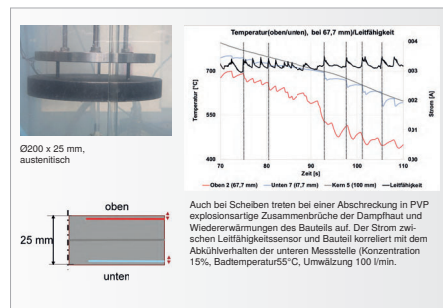 Temperatur(oben/unten), bei 67,7 mm)/Leitfähigkeit
Temperatur [°C]
700
400
70
80
90
100
110
Zeit [s]
004
003
002
0,0
0,0
Strom [A]
Oben 2 (67,7 mm)
Unten 7 (67,7 mm)
Kern 5 (100 mm)
Leitfähigkeit
Ø200 x 25 mm,
austenitisch
oben
25 mm
unten
Auch bei Scheiben treten bei einer Abschreckung in PVP
explosionsartige Zusammenbrüche der Dampfhaut und
Wiedererwärmungen des Bauteils auf. Der Strom zwi-
schen Leitfähigkeitssensor und Bauteil korreliert mit dem
Abkühlverhalten der unteren Messstelle (Konzentration
15%, Badtemperatur55°C, Umwälzung 100 l/min.